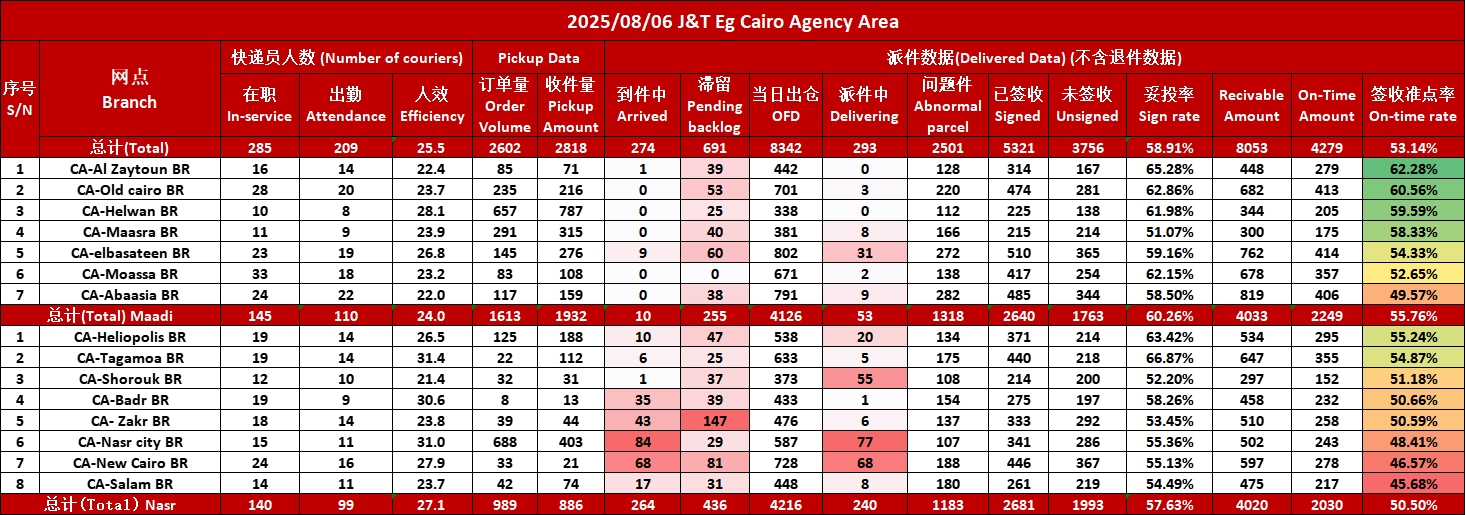 2025/08/06 J&T Eg Cairo Agency Area
序号 S/N 网点 Branch 快递员人数 (Number of couriers) Pickup Data 派件数据(Delivered Data) (不含退件数据)
在职 In-service 出勤 Attendance 人效 Efficiency 订单量 Order Volume 收件量 Pickup Amount 到件中 Arrived 滞留 Pending backlog 当日出仓 OFD 派件中 Delivering 问题件 Abnormal parcel 已签收 Signed 未签收 Unsigned 妥投率 Sign rate Recivable Amount On-Time Amount 签收准点率 On-time rate
总计(Total) 285 209 25.5 2602 2818 274 691 8342 293 2501 5321 3756 58.91% 8053 4279 53.14%
1 CA-Al Zaytoun BR 16 14 22.4 85 71 1 39 442 0 128 314 167 65.28% 448 279 62.28%
2 CA-Old cairo BR 28 20 23.7 235 216 0 53 701 3 220 474 281 62.86% 682 413 60.56%
3 CA-Helwan BR 10 8 28.1 657 787 0 25 338 0 112 225 138 61.98% 344 205 59.59%
4 CA-Maasra BR 11 9 23.9 291 315 0 40 381 8 166 215 214 51.07% 300 175 58.33%
5 CA-elbasateen BR 23 19 26.8 145 276 9 60 802 31 272 510 365 59.16% 762 414 54.33%
6 CA-Moassa BR 33 18 23.2 83 108 0 0 671 2 138 417 254 62.15% 678 357 52.65%
7 CA-Abaasia BR 24 22 22.0 117 159 0 38 791 9 282 485 344 58.50% 819 406 49.57%
总计(Total) Maadi 145 110 24.0 1613 1932 10 255 4126 53 1318 2640 1763 60.26% 4033 2249 55.76%
1 CA-Heliopolis BR 19 14 26.5 125 188 10 47 538 20 134 371 214 63.42% 534 295 55.24%
2 CA-Tagamoa BR 19 14 31.4 22 112 6 25 633 5 175 440 218 66.87% 647 355 54.87%
3 CA-Shorouk BR 12 10 21.4 32 31 1 37 373 55 108 214 200 52.20% 297 152 51.18%
4 CA-Badr BR 19 9 30.6 8 13 35 39 433 1 154 275 197 58.26% 458 232 50.66%
5 CA- Zakr BR 18 14 23.8 39 44 43 147 476 6 137 333 292 53.45% 510 258 50.59%
6 CA-Nasr city BR 15 11 31.0 688 403 84 29 587 77 107 341 286 55.36% 502 243 48.41%
7 CA-New Cairo BR 24 16 27.9 33 21 68 81 728 68 188 446 367 55.13% 597 278 46.57%
8 CA-Salam BR 14 11 23.7 42 74 17 31 448 8 180 261 219 54.49% 475 217 45.68%
总计(Total) Nasr 140 99 27.1 989 886 264 436 4216 240 1183 2681 1993 57.63% 4020 2030 50.50%